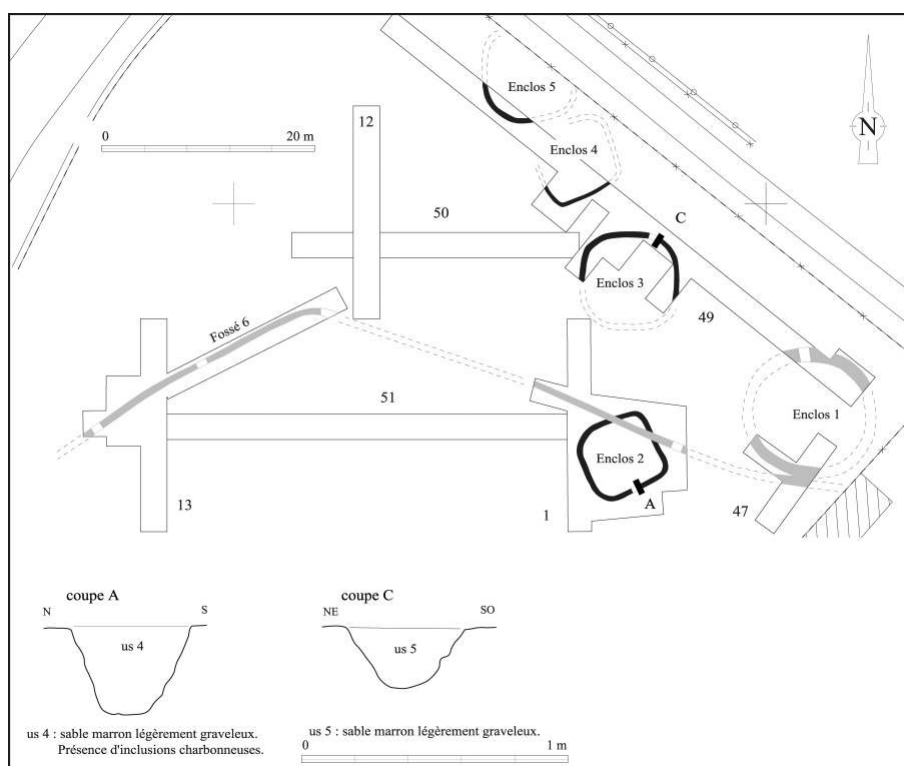 Enclos 5
12
0 20 m
Enclos 4
N
50
C
Enclos 3
49
Fossé 6
51
Enclos 1
Enclos 2
A
13
1
47
coupe A
N S
us 4
us 4 : sable marron légèrement graveleux.
Présence d'inclusions charbonneuses.
coupe C
NE SO
us 5
us 5 : sable marron légèrement graveleux.
0 1 m